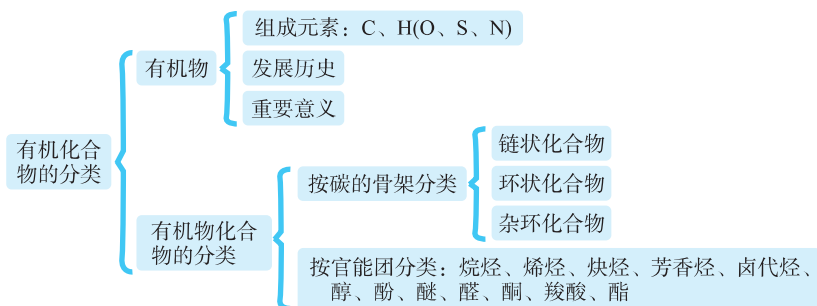 组成元素：C、H(O、S、N)
有机物
发展历史
重要意义
有机化合
物的分类
链状化合物
按碳的骨架分类
环状化合物
杂环化合物
有机物化合
物的分类
按官能团分类：烷烃、烯烃、炔烃、芳香烃、卤代烃、
醇、酚、醚、醛、酮、羧酸、酯